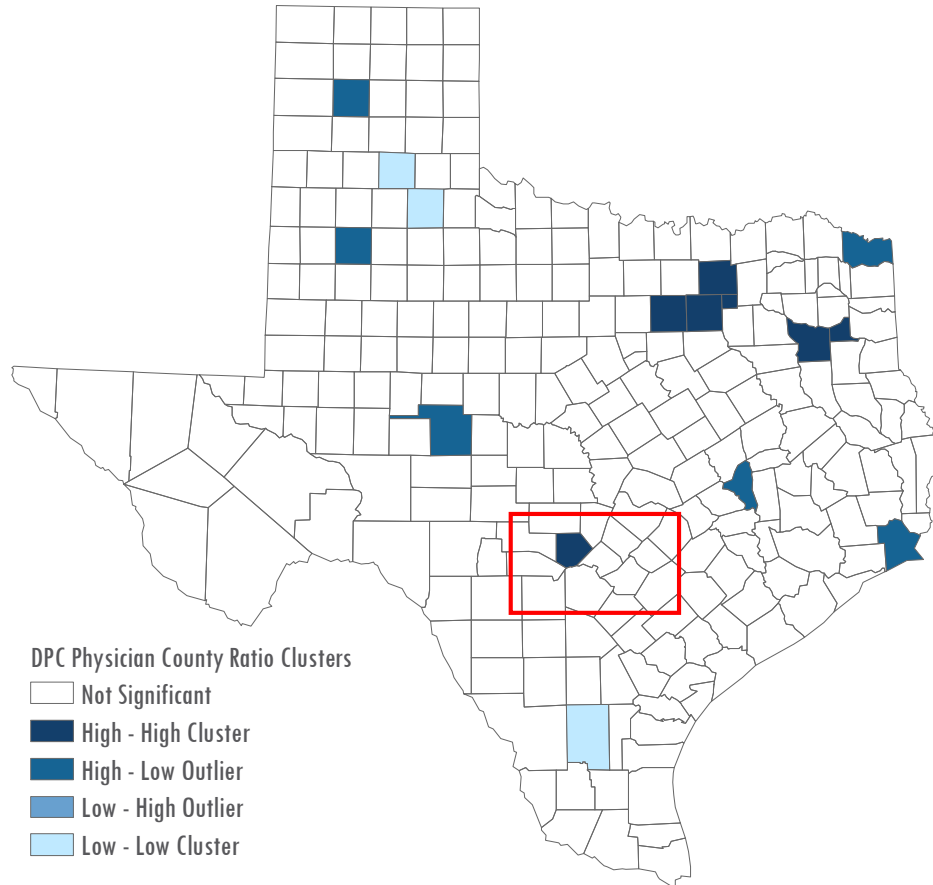 DPC Physician County Ratio Clusters
Not Significant
High - High Cluster
High - Low Outlier
Low - High Outlier
Low - Low Cluster